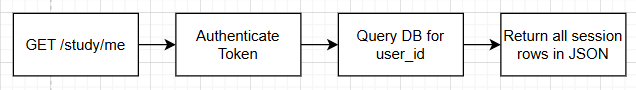 GET /study/me
Authenticate
Token
Query DB for
user_id
Return all session
rows in JSON